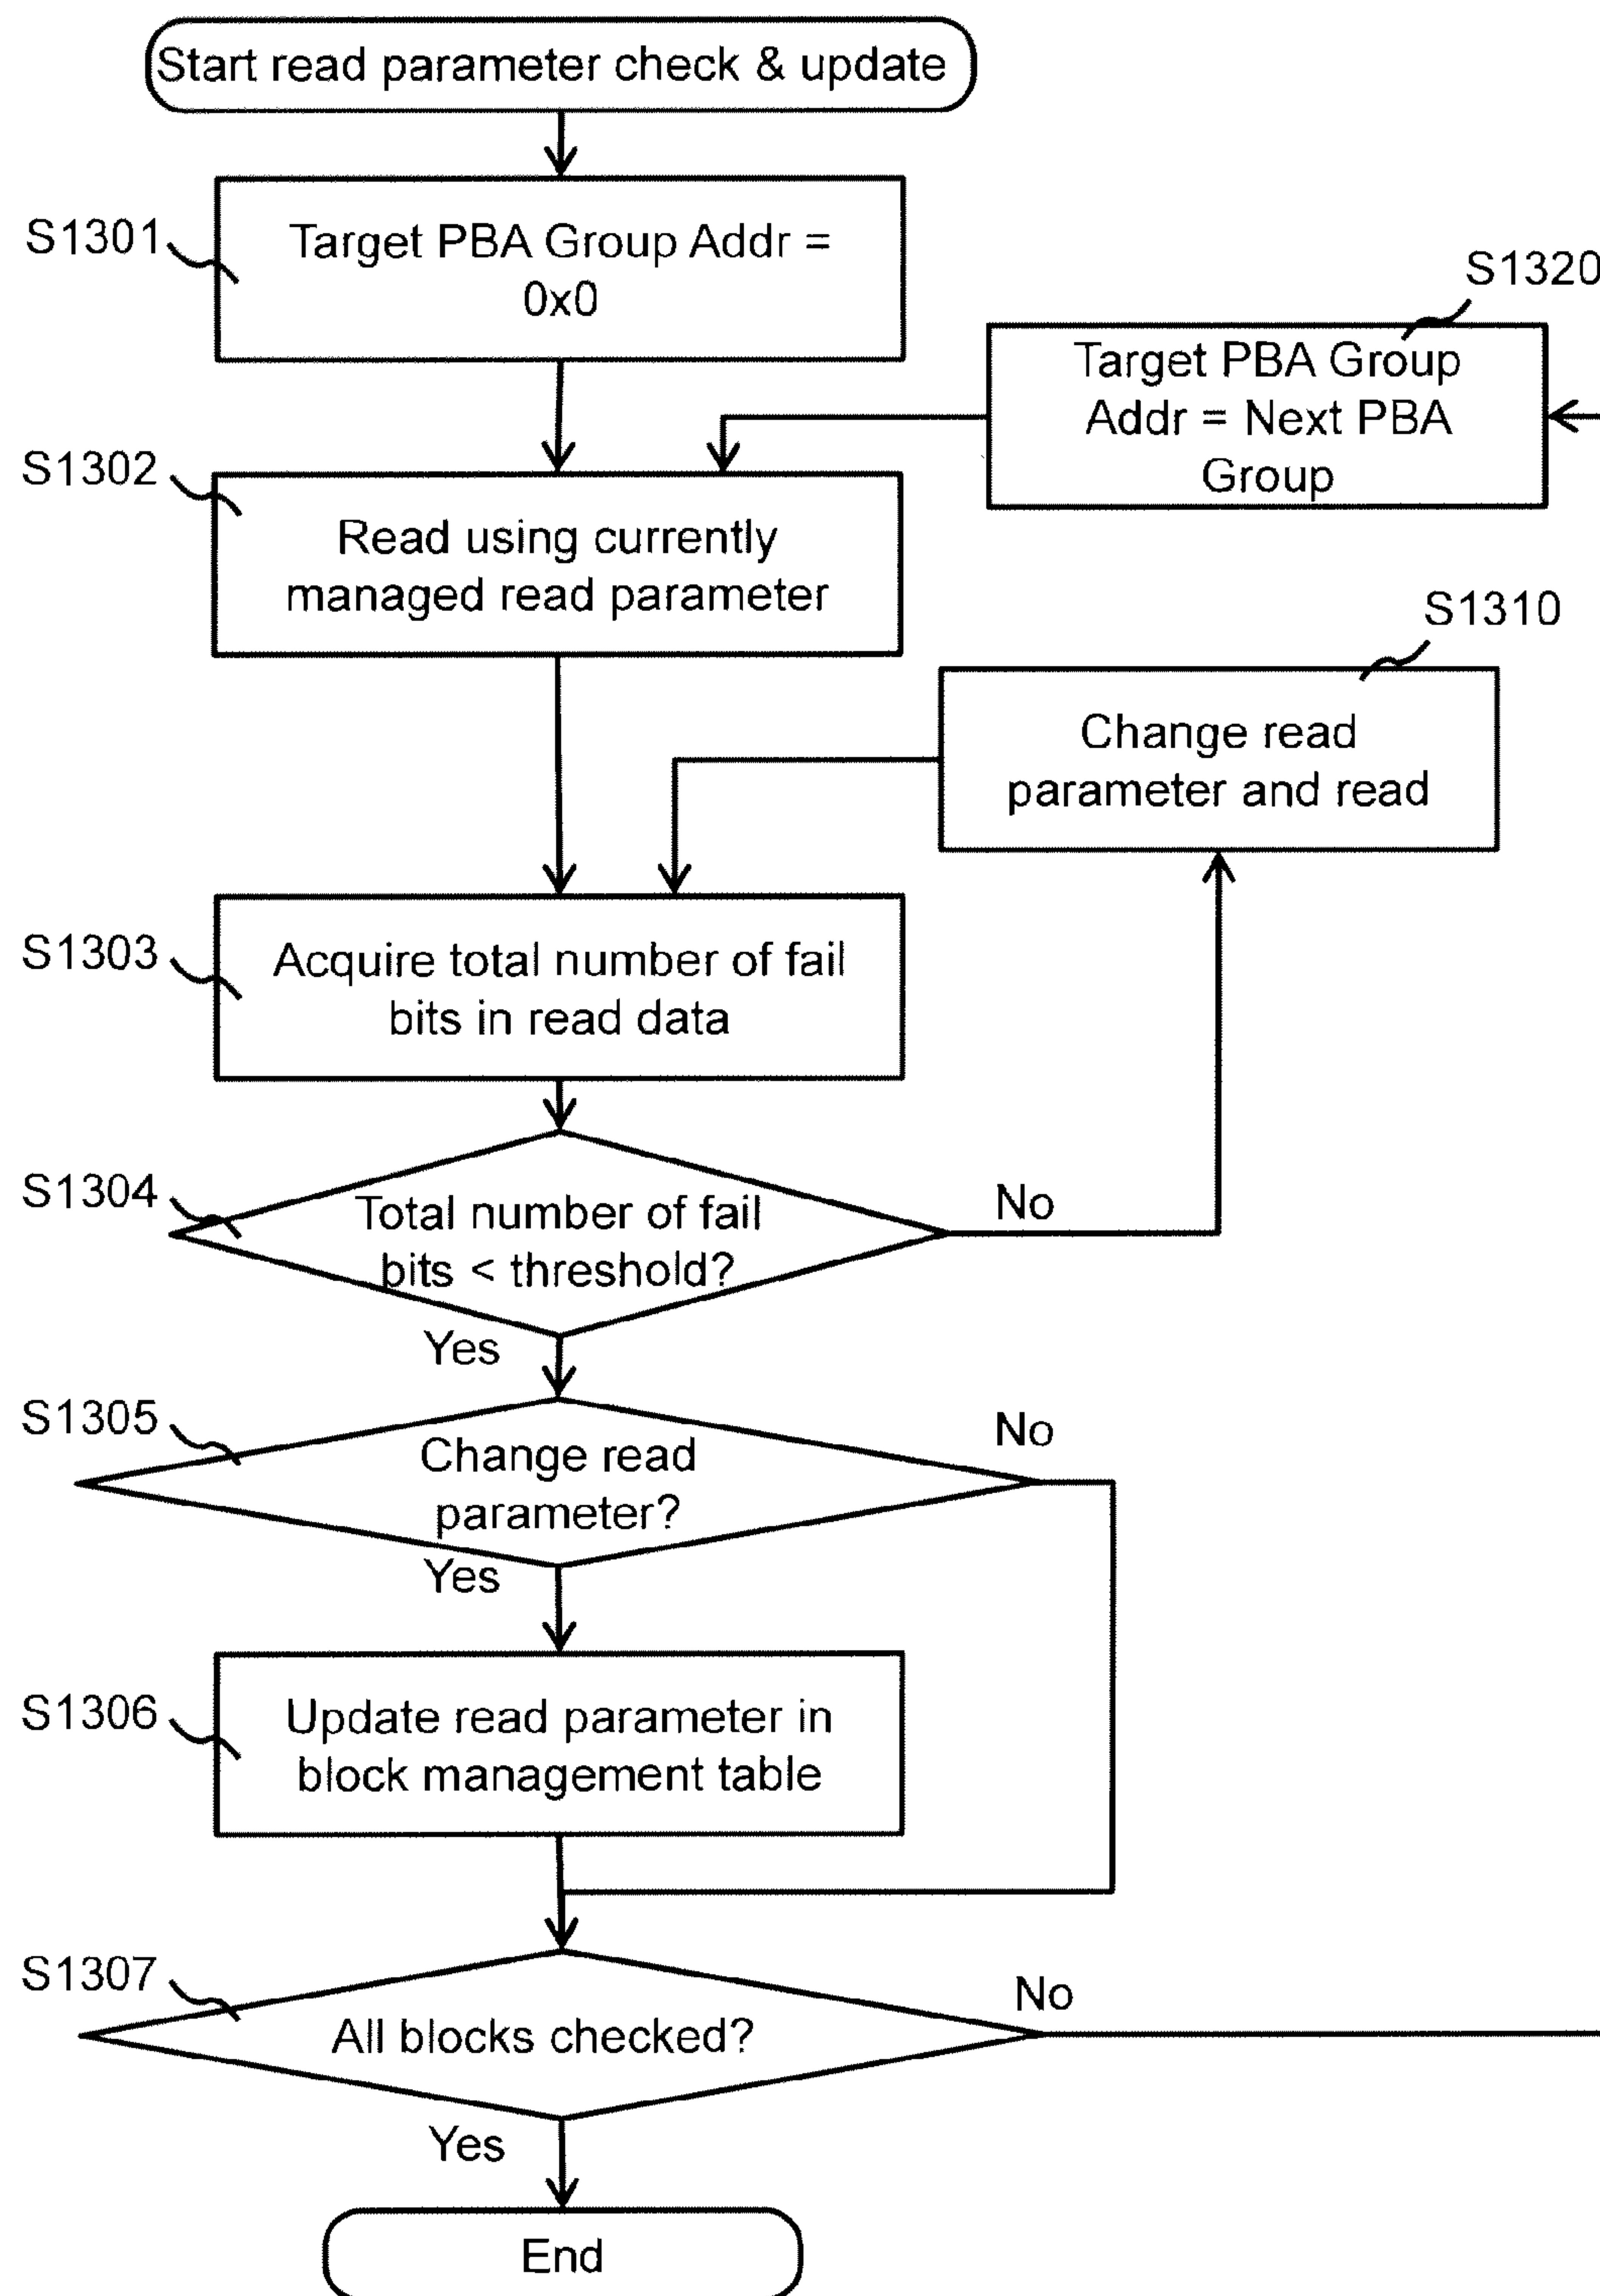 Start read parameter check & update
S1301
Target PBA Group Addr =
0x0
S1320
Target PBA Group
Addr = Next PBA
Group
S1302
Read using currently
managed read parameter
S1310
Change read
parameter and read
S1303
Acquire total number of fail
bits in read data
S1304
Total number of fail
bits < threshold?
No
Yes
S1305
Change read
parameter?
No
Yes
S1306
Update read parameter in
block management table
S1307
All blocks checked?
No
Yes
End